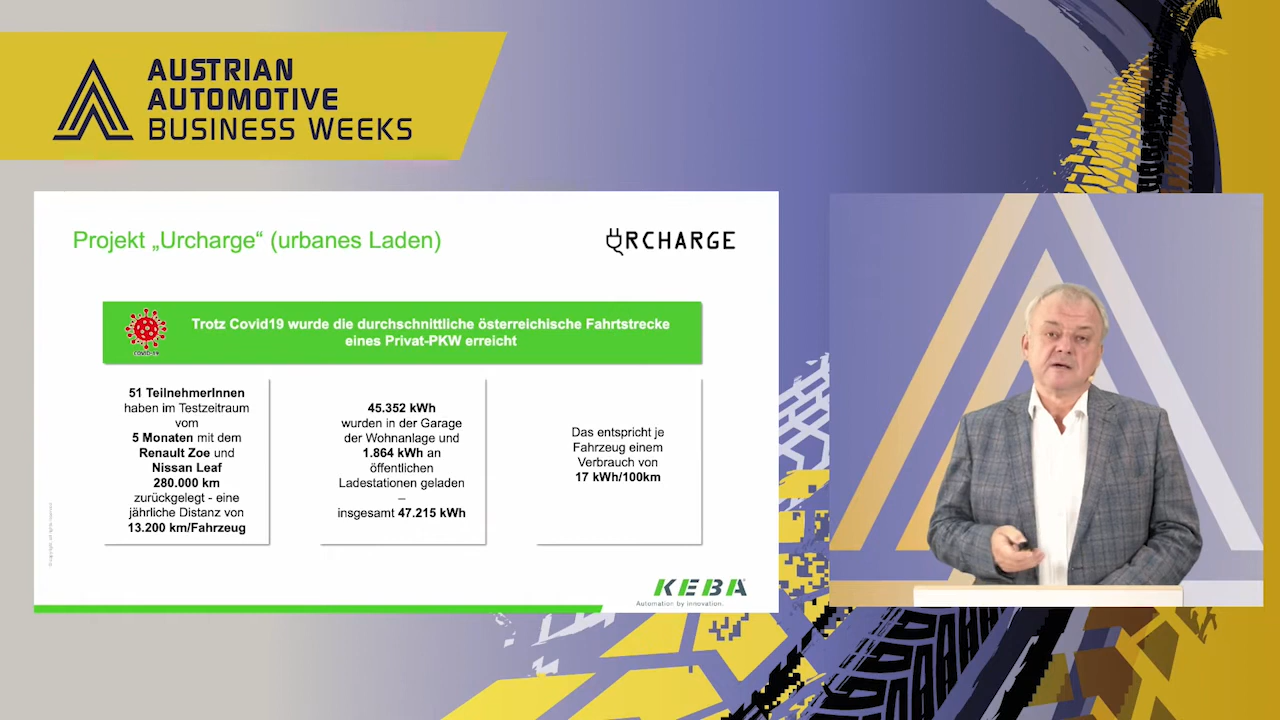 AUSTRIAN
AUTOMOTIVE
BUSINESS WEEKS
Projekt „Urcharge“ (urbanes Laden)
URCHARGE
COVID-19
Trotz Covid19 wurde die durchschnittliche österreichische Fahrtstrecke
eines Privat-PKW erreicht
51 TeilnehmerInnen
haben im Testzeitraum
vom
5 Monaten mit dem
Renault Zoe und
Nissan Leaf
280.000 km
zurückgelegt - eine
jährliche Distanz von
13.200 km/Fahrzeug
45.352 kWh
wurden in der Garage
der Wohnanlage und
1.864 kWh an
öffentlichen
Ladestationen geladen
–
insgesamt 47.215 kWh
Das entspricht je
Fahrzeug einem
Verbrauch von
17 kWh/100km
KEBA
Automation by innovation.